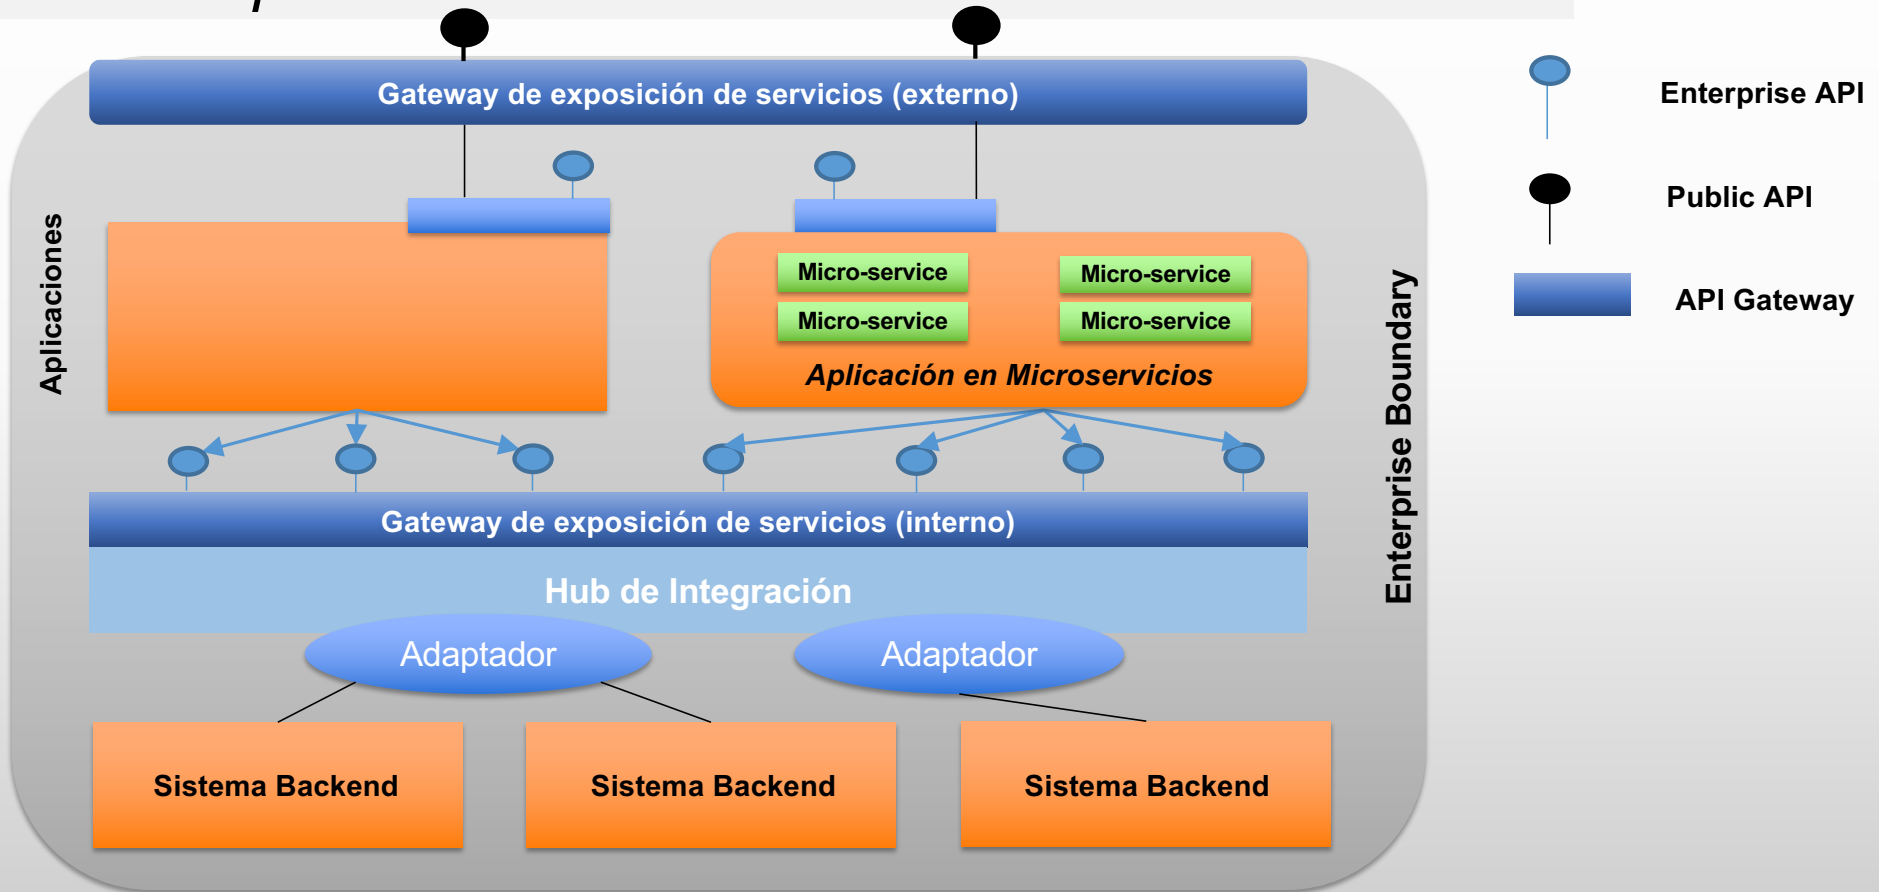 Gateway de exposición de servicios (externo)
Enterprise API
Public API
API Gateway
Aplicaciones
Micro-service
Micro-service
Micro-service
Micro-service
Aplicación en Microservicios
Enterprise Boundary
Gateway de exposición de servicios (interno)
Hub de Integración
Adaptador
Adaptador
Sistema Backend
Sistema Backend
Sistema Backend